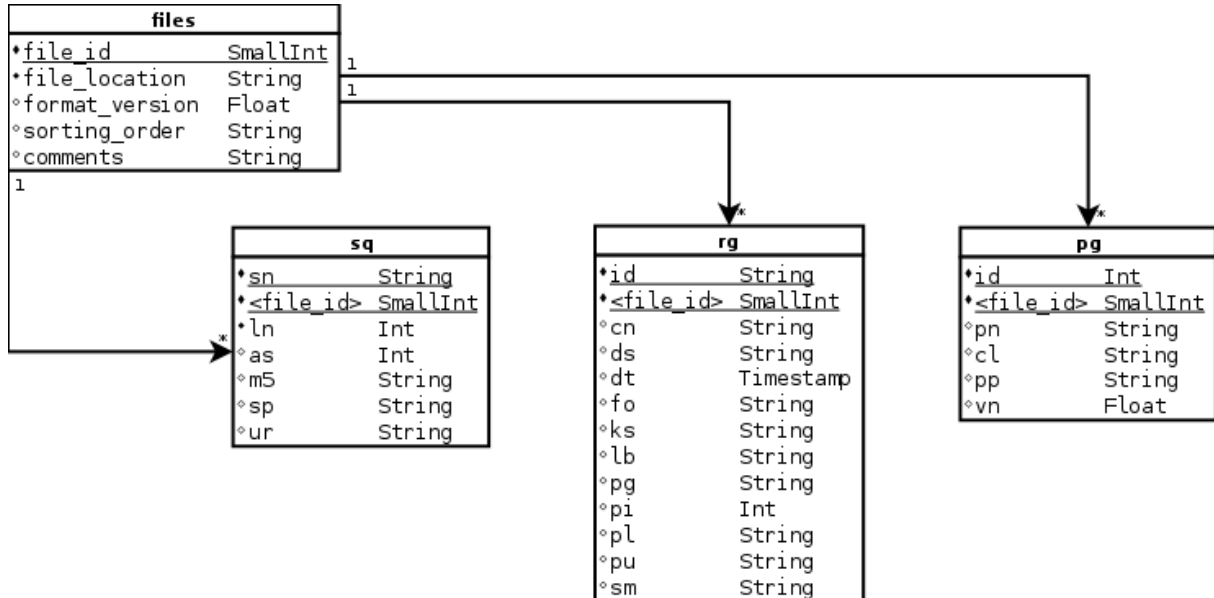 files
file_id SmallInt
file_location String
format_version Float
sorting_order String
comments String
1
1
1
*
*
*
sq
sn String
<file_id> SmallInt
ln Int
as Int
m5 String
sp String
ur String
rg
id String
<file_id> SmallInt
cn String
ds String
dt Timestamp
fo String
ks String
lb String
pg String
pi Int
pl String
pu String
sm String
pg
id Int
<file_id> SmallInt
pn String
cl String
pp String
vn Float